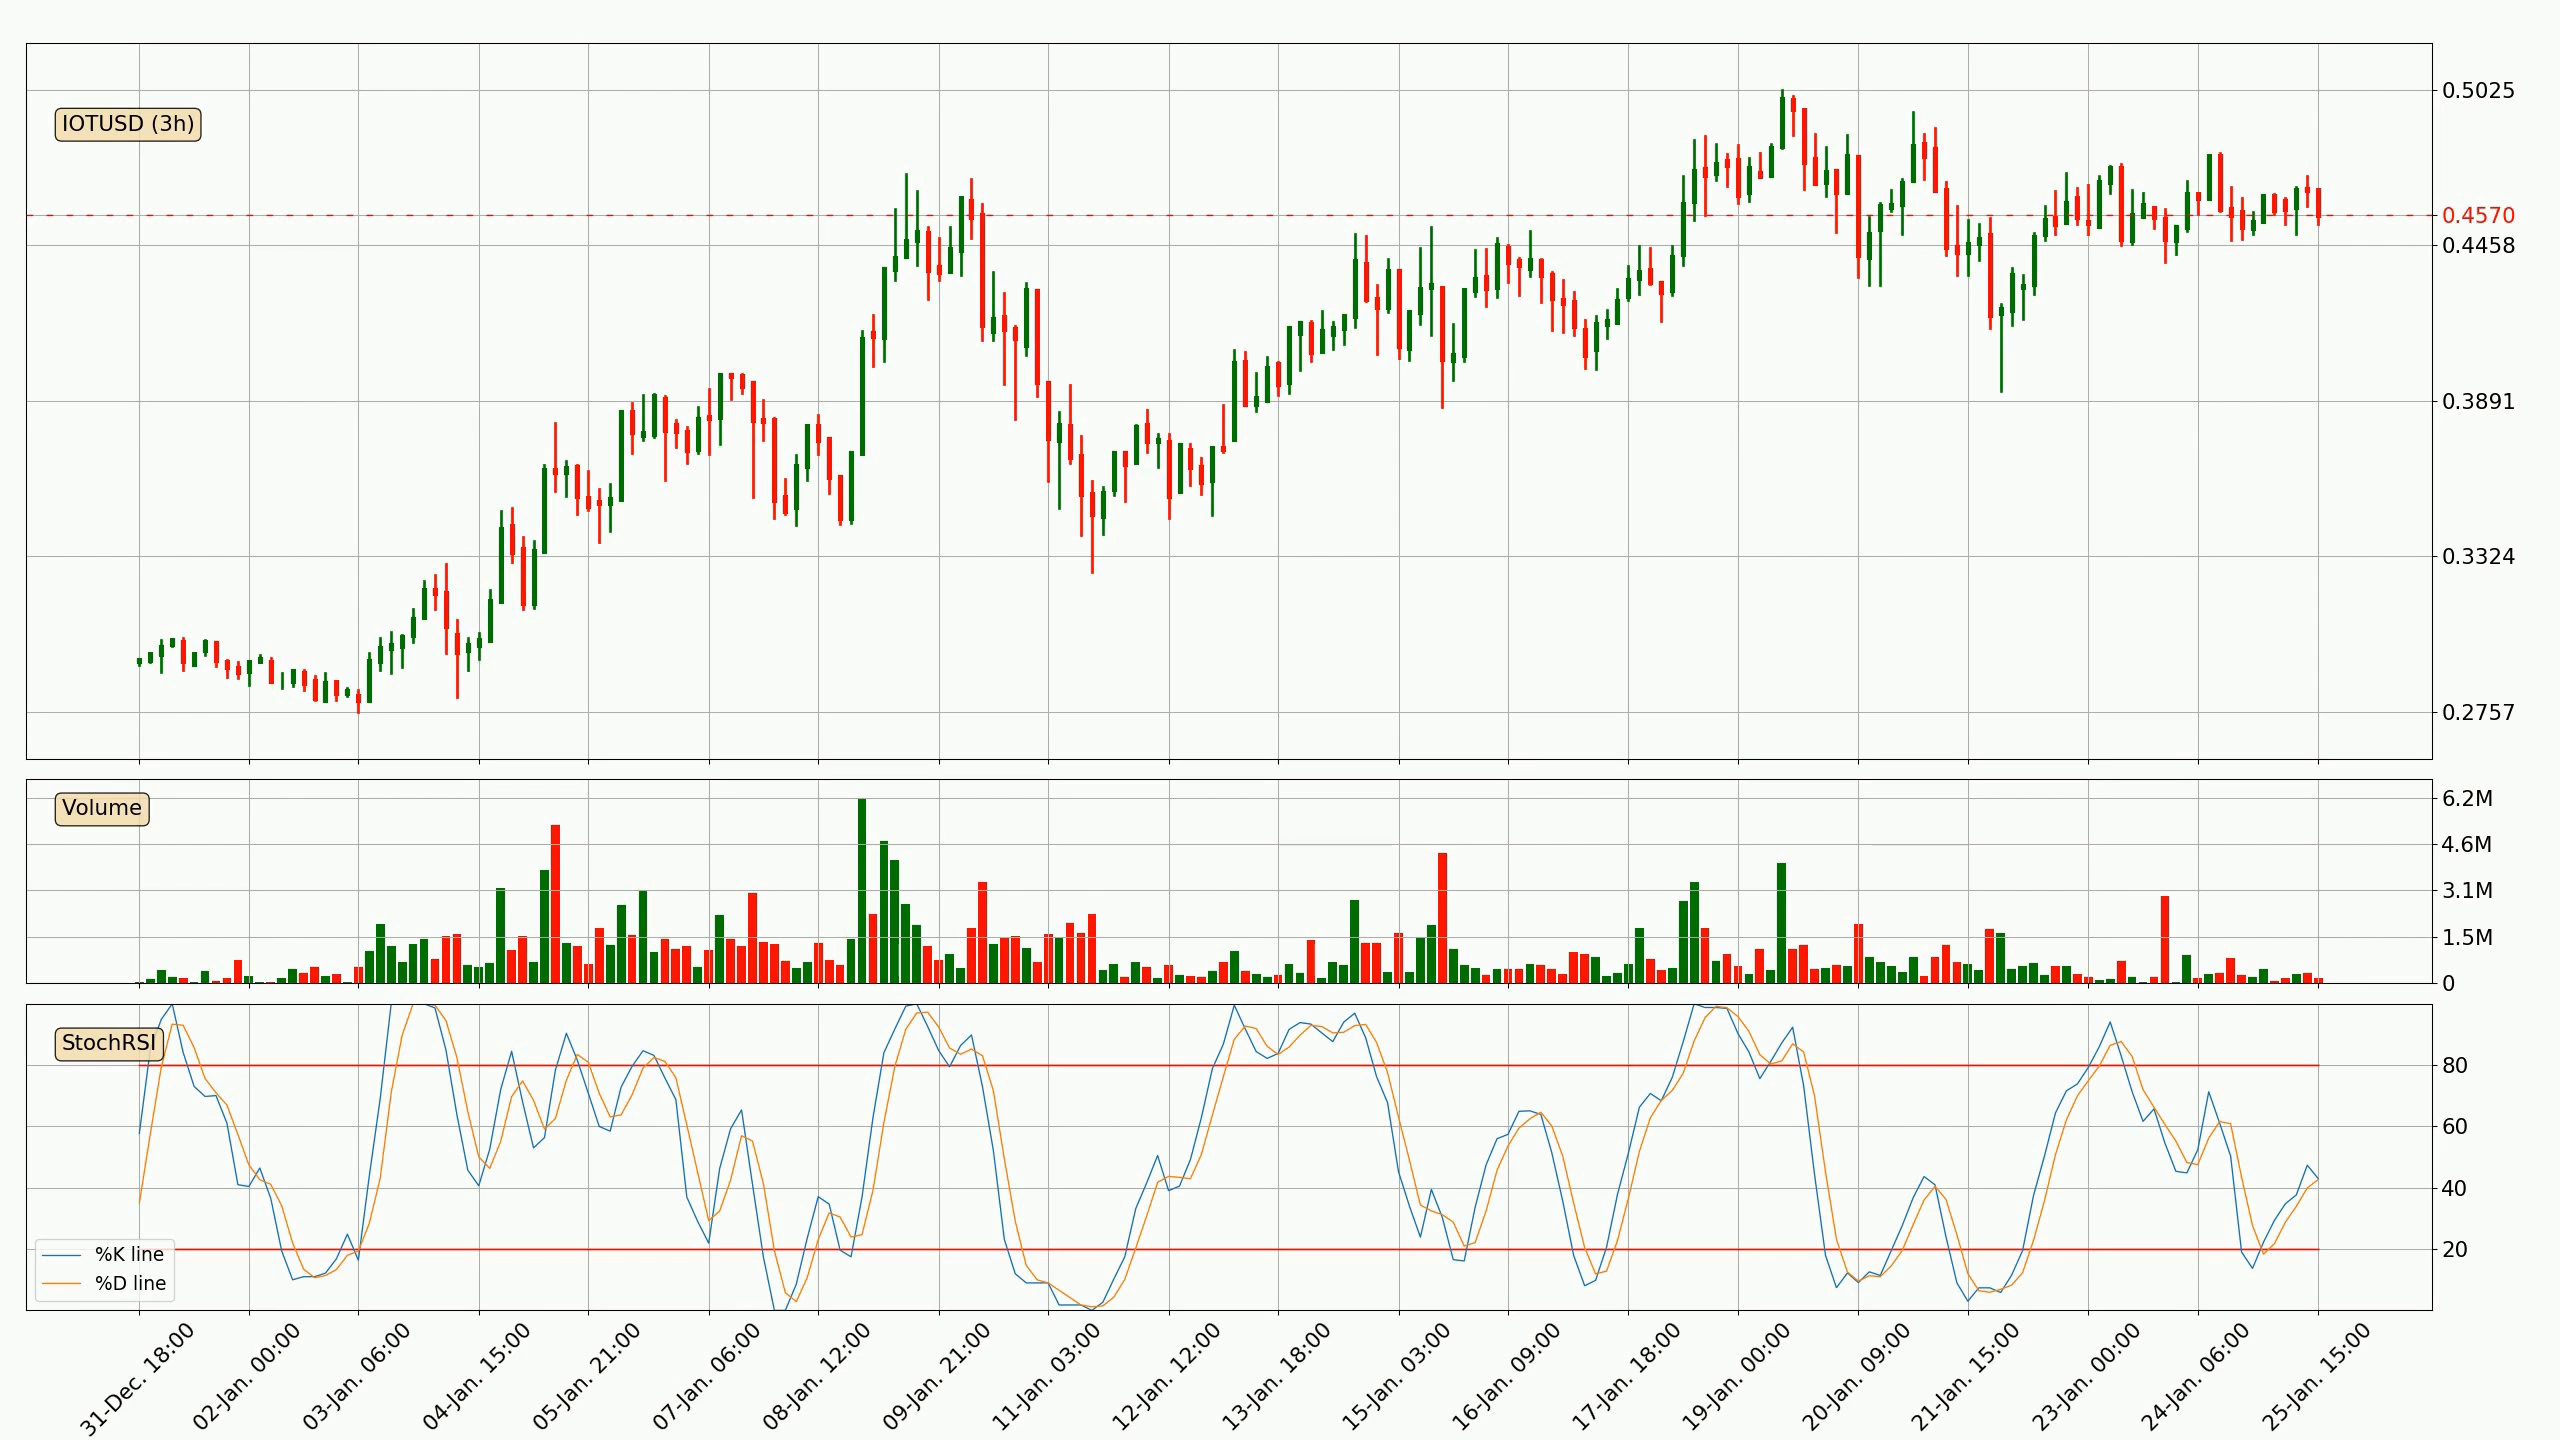 IOTUSD (3h)
0.5025
0.4570
0.4458
0.3891
0.3324
0.2757
Volume
6.2M
4.6M
3.1M
1.5M
0
StochRSI
80
60
40
20
%K line
%D line
31-Dec. 18:00
02-Jan. 00:00
03-Jan. 06:00
04-Jan. 15:00
05-Jan. 21:00
07-Jan. 06:00
08-Jan. 12:00
09-Jan. 21:00
11-Jan. 03:00
12-Jan. 12:00
13-Jan. 18:00
15-Jan. 03:00
16-Jan. 09:00
17-Jan. 18:00
19-Jan. 00:00
20-Jan. 09:00
21-Jan. 15:00
23-Jan. 00:00
24-Jan. 06:00
25-Jan. 15:00